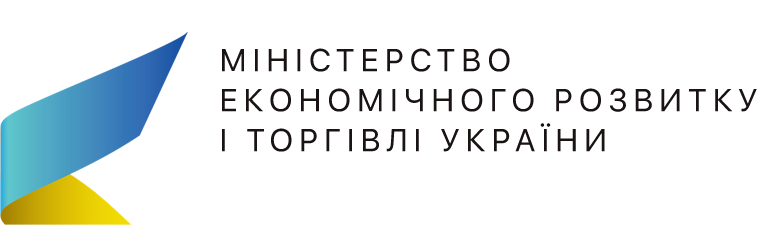 МІНІСТЕРСТВО
ЕКОНОМІЧНОГО РОЗВИТКУ
І ТОРГІВЛІ УКРАЇНИ